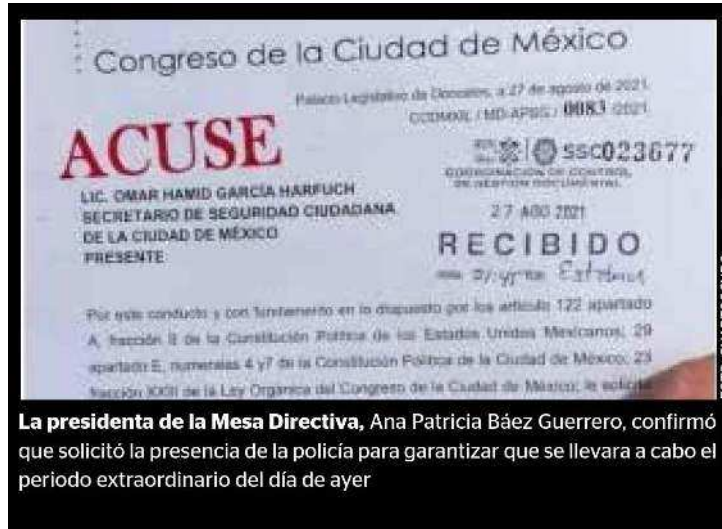 Congreso de la Ciudad de México
Palacio Legislativo de Donceles, a 27 de agosto de 2021.
/ MD-APBG / 0083 /2021
ACUSE
SSC023677
COORDINACIÓN DE CONTROL
DE GESTIÓN DOCUMENTAL
LIC. OMAR HAMID GARCÍA HARFUCH
SECRETARIO DE SEGURIDAD CIUDADANA
DE LA CIUDAD DE MÉXICO
PRESENTE
27 AGO 2021
RECIBIDO
Por este conducto y con fundamento en lo dispuesto por los artículo 122 apartado
A, fracción II de la Constitución Política de los Estados Unidos Mexicanos; 29
apartado E, numerales 4 y7 de la Constitución Política de la Ciudad de México; 23
fracción XXIII de la Ley Orgánica del Congreso de la Ciudad de México; le
La presidenta de la Mesa Directiva, Ana Patricia Báez Guerrero, confirmó
que solicitó la presencia de la policía para garantizar que se llevara a cabo el
periodo extraordinario del día de ayer